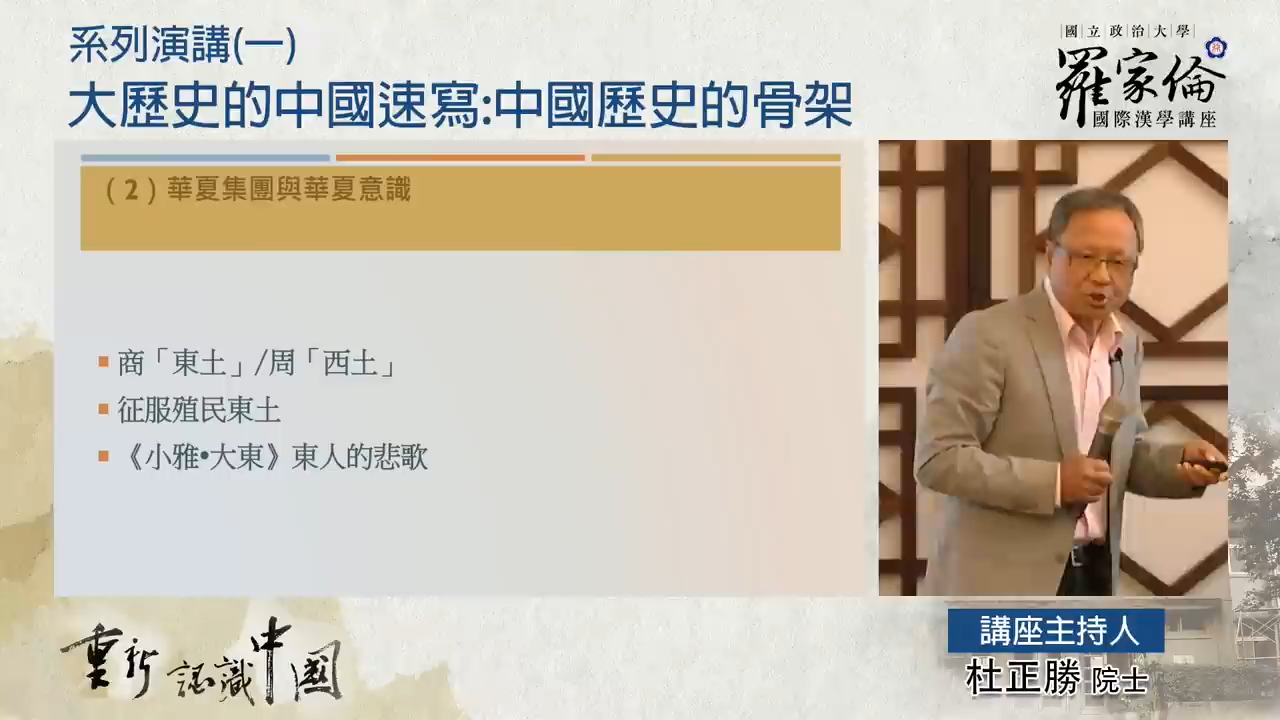 系列演講(一)
大歷史的中國速寫:中國歷史的骨架
國立政治大學
羅家倫
國際漢學講座
（2）華夏集團與華夏意識
商「東土」/周「西土」
征服殖民東土
《小雅•大東》東人的悲歌
重新認識中國
講座主持人
杜正勝 院士